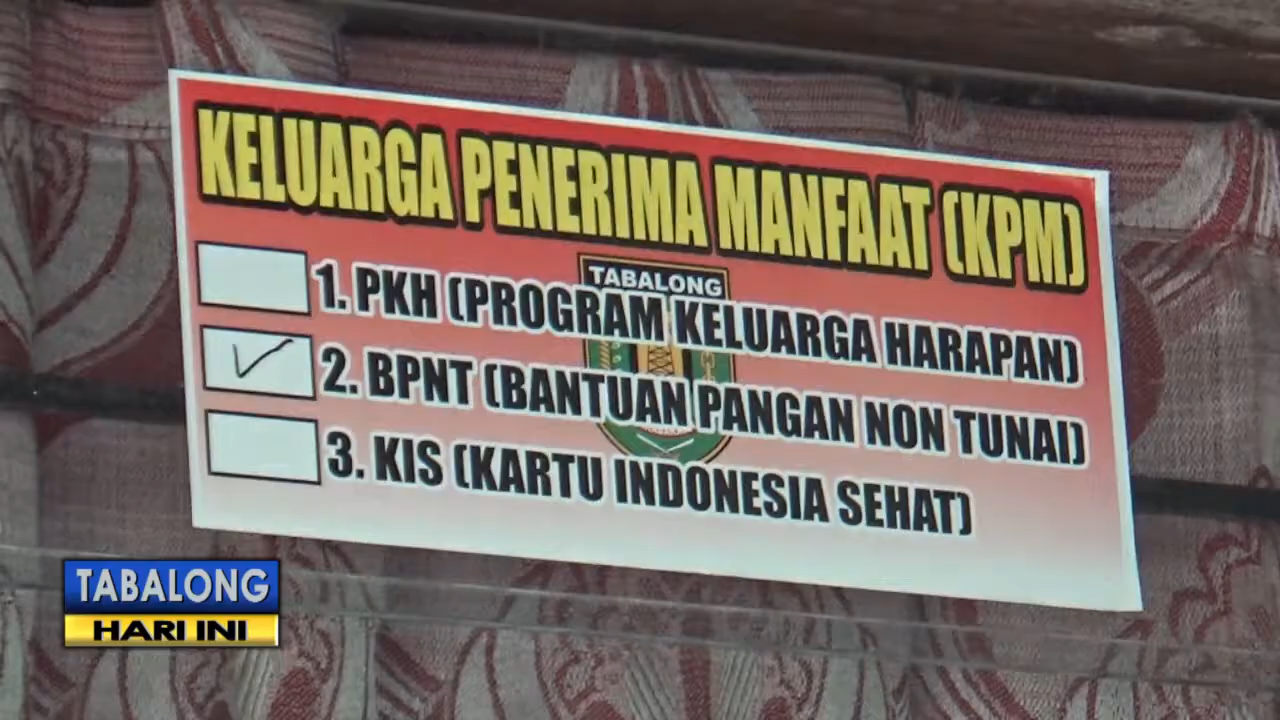 KELUARGA PENERIMA MANFAAT (KPM)
TABALONG
1. PKH (PROGRAM KELUARGA HARAPAN)
2. BPNT (BANTUAN PANGAN NON TUNAI)
3. KIS (KARTU INDONESIA SEHAT)
TABALONG
HARI INI